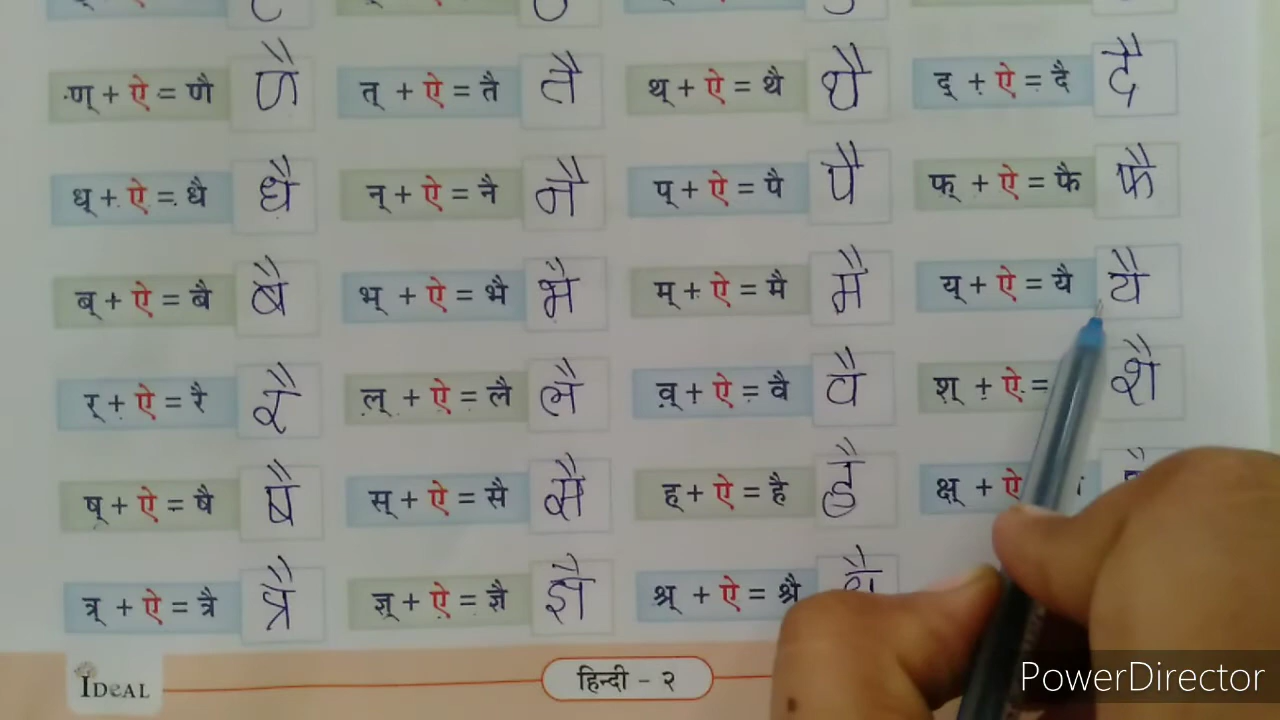 ण् + ऐ = णै णै त् + ऐ = तै तै थ् + ऐ = थै थै द् + ऐ = दै दै
ध् + ऐ = धै धै न् + ऐ = नै नै प् + ऐ = पै पै फ् + ऐ = फै फै
ब् + ऐ = बै बै भ् + ऐ = भै भै म् + ऐ = मै मै य् + ऐ = यै यै
र् + ऐ = रै रै ल् + ऐ = लै लै व् + ऐ = वै वै श् + ऐ = शै
ष् + ऐ = षै षै स् + ऐ = सै सै ह् + ऐ = है है क्ष् + ऐ
त्र् + ऐ = त्रै त्रै ज्ञ् + ऐ = ज्ञै ज्ञै श्र् + ऐ = श्रै
IDEAL हिन्दी - २
PowerDirector